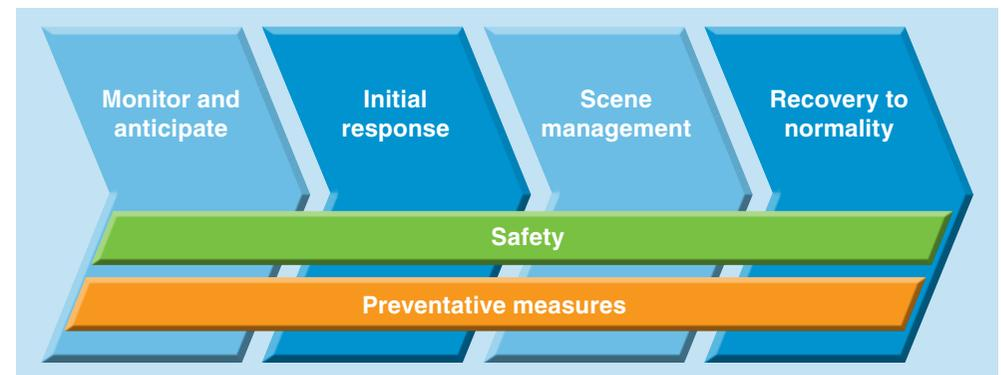 Monitor and
anticipate
Initial
response
Scene
management
Recovery to
normality
Safety
Preventative measures